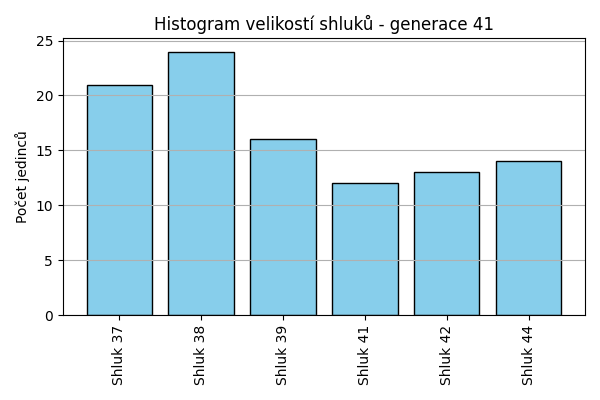 Histogram velikostí shluků - generace 41
Počet jedinců
25
20
15
10
5
0
Shluk 37
Shluk 38
Shluk 39
Shluk 41
Shluk 42
Shluk 44